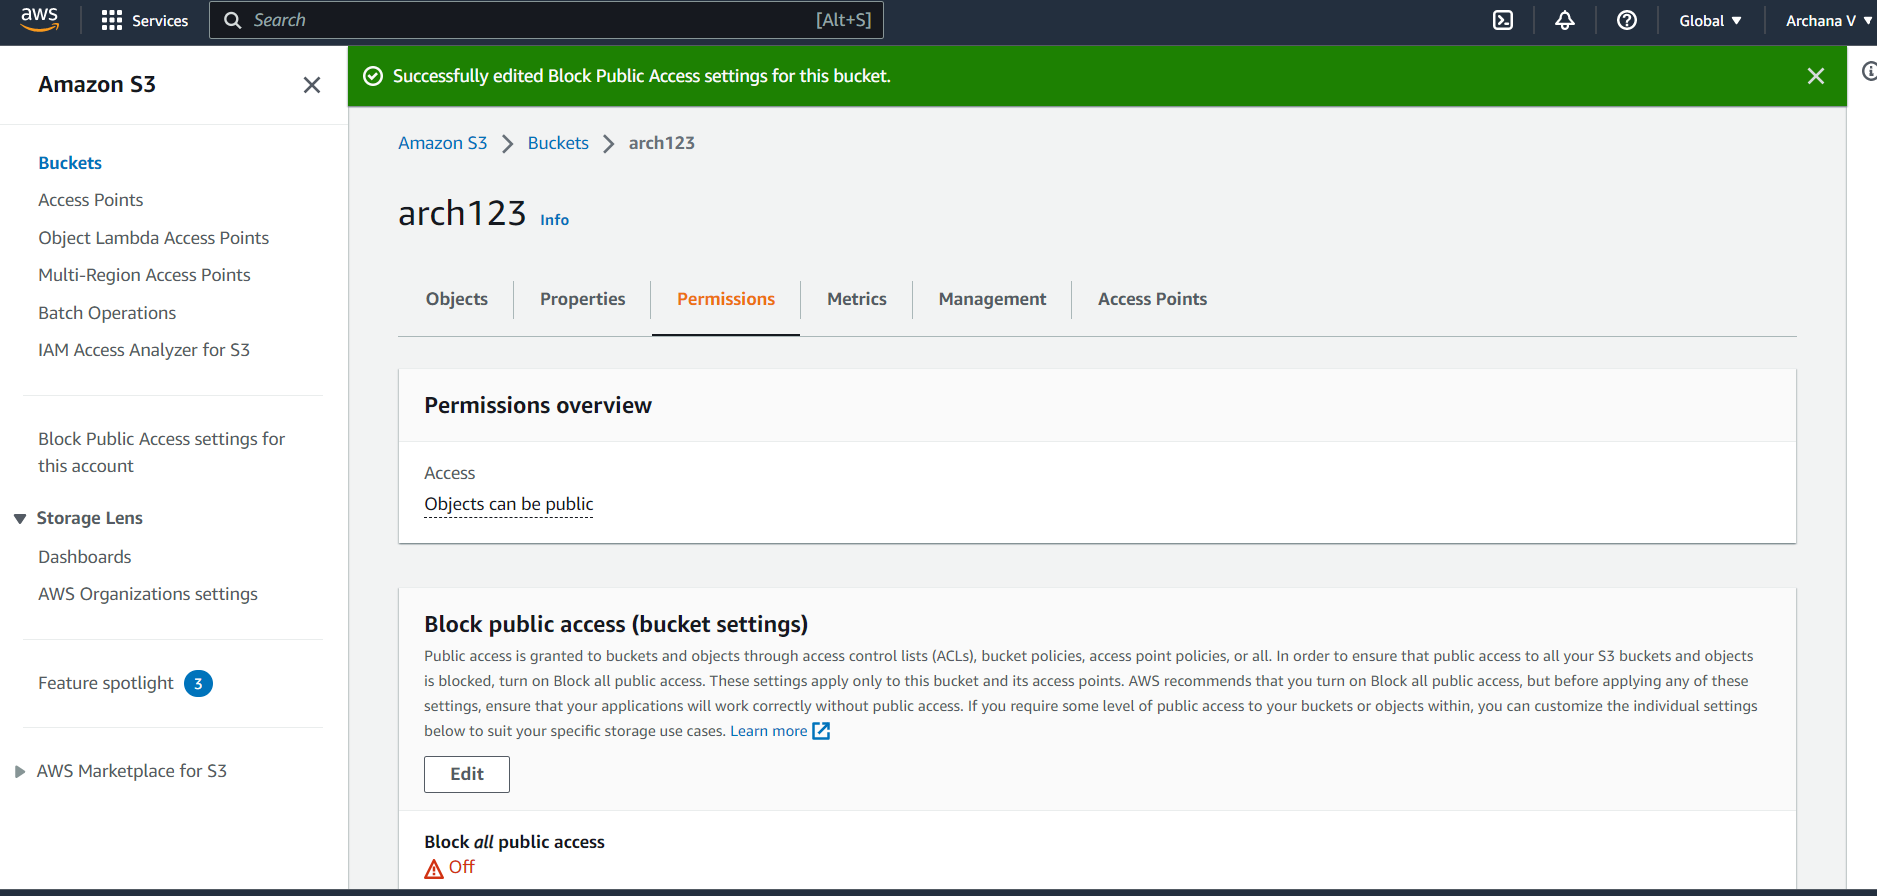 aws
Services
Search
[Alt+S]
Global
Archana V
Amazon S3
Buckets
Access Points
Object Lambda Access Points
Multi-Region Access Points
Batch Operations
IAM Access Analyzer for S3
Block Public Access settings for
this account
Storage Lens
Dashboards
AWS Organizations settings
Feature spotlight 3
AWS Marketplace for S3
Successfully edited Block Public Access settings for this bucket.
Amazon S3 > Buckets > arch123
arch123 Info
Objects
Properties
Permissions
Metrics
Management
Access Points
Permissions overview
Access
Objects can be public
Block public access (bucket settings)
Public access is granted to buckets and objects through access control lists (ACLs), bucket policies, access point policies, or all. In order to ensure that public access to all your S3 buckets and objects
is blocked, turn on Block all public access. These settings apply only to this bucket and its access points. AWS recommends that you turn on Block all public access, but before applying any of these
settings, ensure that your applications will work correctly without public access. If you require some level of public access to your buckets or objects within, you can customize the individual settings
below to suit your specific storage use cases. Learn more
Edit
Block all public access
Off